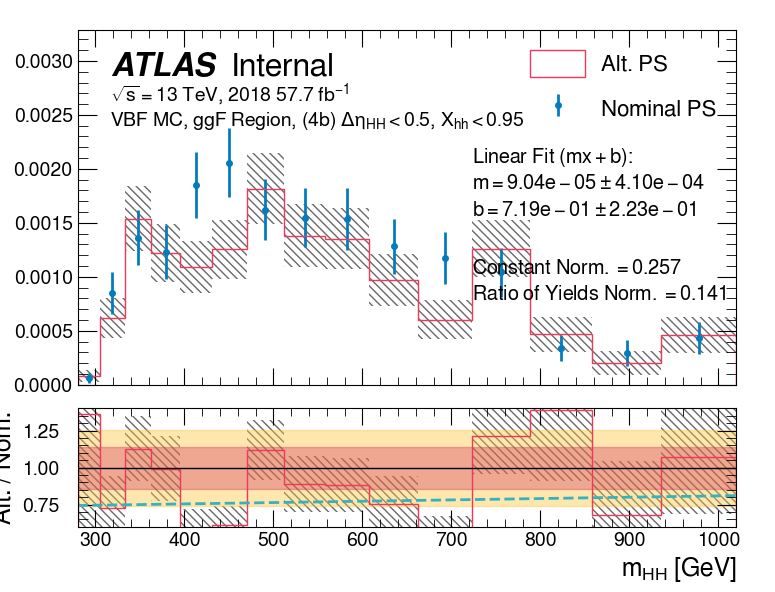 ATLAS Internal
√s = 13 TeV, 2018 57.7 fb⁻¹
VBF MC, ggF Region, (4b) Δη_HH < 0.5, X_hh < 0.95
Alt. PS
Nominal PS
Linear Fit (mx + b):
m = 9.04e − 05 ± 4.10e − 04
b = 7.19e − 01 ± 2.23e − 01
Constant Norm. = 0.257
Ratio of Yields Norm. = 0.141
0.0030
0.0025
0.0020
0.0015
0.0010
0.0005
0.0000
Alt. / Nom.
1.25
1.00
0.75
300 400 500 600 700 800 900 1000
m_HH [GeV]